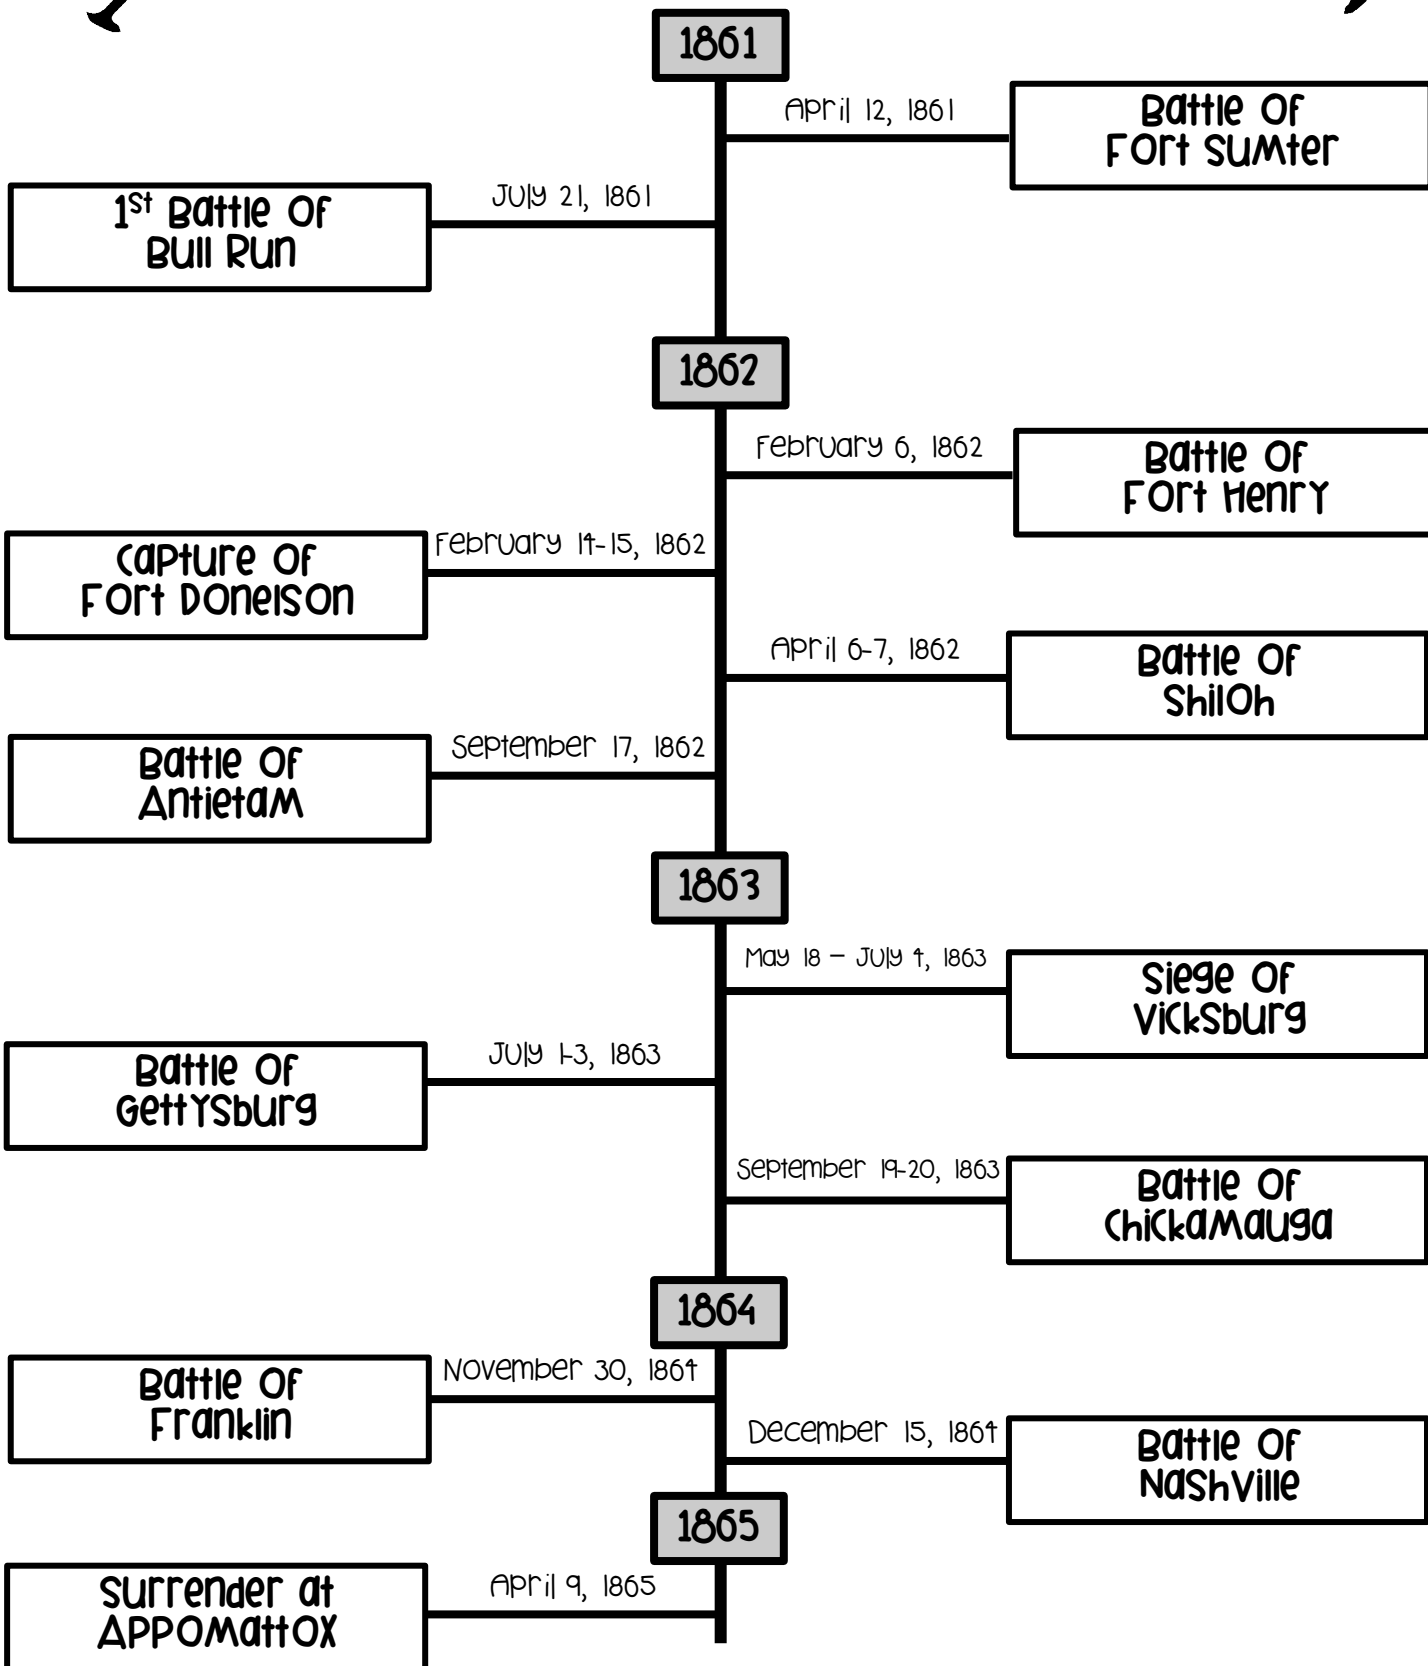 1861
April 12, 1861
Battle of
Fort Sumter
July 21, 1861
1st Battle of
Bull Run
1862
February 6, 1862
Battle of
Fort Henry
February 14-15, 1862
Capture of
Fort Donelson
April 6-7, 1862
Battle of
Shiloh
September 17, 1862
Battle of
Antietam
1863
May 18 – July 4, 1863
Siege of
Vicksburg
July 1-3, 1863
Battle of
Gettysburg
September 19-20, 1863
Battle of
Chickamauga
1864
November 30, 1864
Battle of
Franklin
December 15, 1864
Battle of
Nashville
1865
April 9, 1865
Surrender at
Appomattox